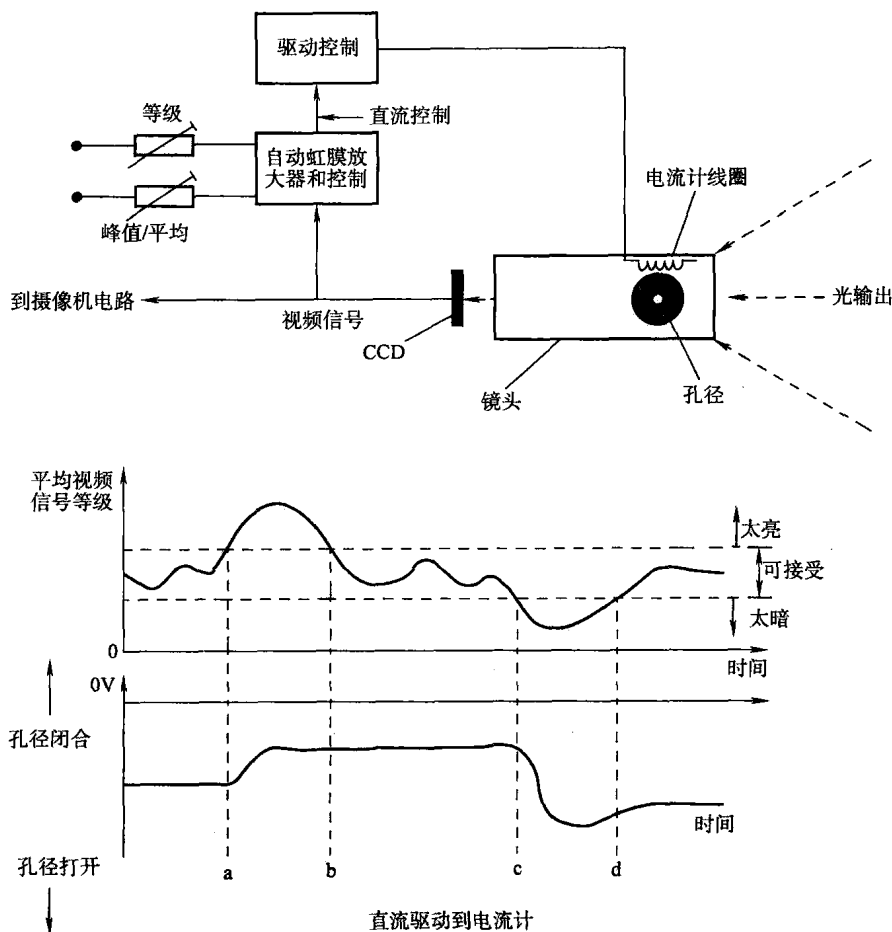 驱动控制
直流控制
等级
自动虹膜放
大器和控制
峰值/平均
电流计线圈
到摄像机电路
视频信号
CCD
光输出
镜头
孔径
平均视频
信号等级
太亮
可接受
太暗
0
时间
0V
孔径闭合
时间
孔径打开
a
b
c
d
直流驱动到电流计